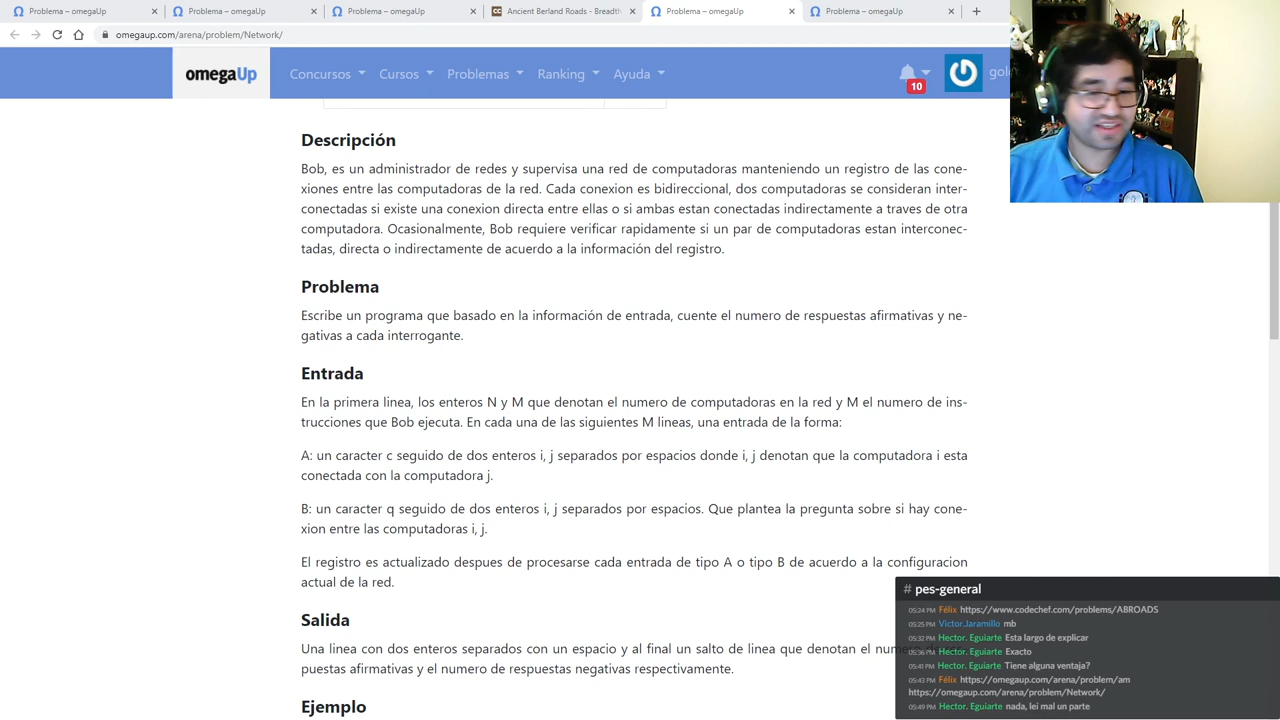 Problema – omegaUp
Problema – omegaUp
Problema – omegaUp
Ancient Berland Roads - Breadth
Problema – omegaUp
Problema – omegaUp
omegaup.com/arena/problem/Network/
omegaUp
Concursos
Cursos
Problemas
Ranking
Ayuda
10
Descripción
Bob, es un administrador de redes y supervisa una red de computadoras manteniendo un registro de las cone-
xiones entre las computadoras de la red. Cada conexion es bidireccional, dos computadoras se consideran inter-
conectadas si existe una conexion directa entre ellas o si ambas estan conectadas indirectamente a traves de otra
computadora. Ocasionalmente, Bob requiere verificar rapidamente si un par de computadoras estan interconec-
tadas, directa o indirectamente de acuerdo a la información del registro.
Problema
Escribe un programa que basado en la información de entrada, cuente el numero de respuestas afirmativas y ne-
gativas a cada interrogante.
Entrada
En la primera linea, los enteros N y M que denotan el numero de computadoras en la red y M el numero de ins-
trucciones que Bob ejecuta. En cada una de las siguientes M lineas, una entrada de la forma:
A: un caracter c seguido de dos enteros i, j separados por espacios donde i, j denotan que la computadora i esta
conectada con la computadora j.
B: un caracter q seguido de dos enteros i, j separados por espacios. Que plantea la pregunta sobre si hay cone-
xion entre las computadoras i, j.
El registro es actualizado despues de procesarse cada entrada de tipo A o tipo B de acuerdo a la configuracion
actual de la red.
Salida
Una linea con dos enteros separados con un espacio y al final un salto de linea que denotan el
puestas afirmativas y el numero de respuestas negativas respectivamente.
Ejemplo
# pes-general
05:24 PM Félix https://www.codechef.com/problems/ABROADS
05:25 PM Victor.Jaramillo mb
05:32 PM Hector. Eguiarte Esta largo de explicar
05:36 PM Hector. Eguiarte Exacto
05:41 PM Hector. Eguiarte Tiene alguna ventaja?
05:43 PM Félix https://omegaup.com/arena/problem/am
https://omegaup.com/arena/problem/Network/
05:49 PM Hector. Eguiarte nada, lei mal un parte